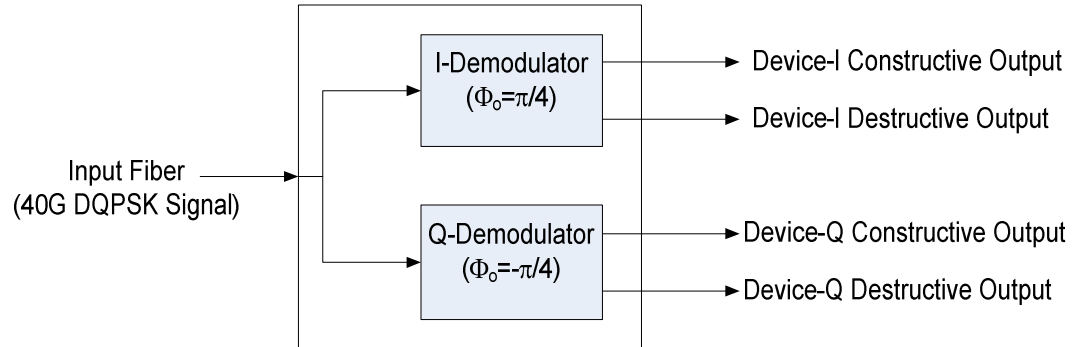 I-Demodulator
(Φo=π/4)
Device-I Constructive Output
Device-I Destructive Output
Input Fiber
(40G DQPSK Signal)
Q-Demodulator
(Φo=-π/4)
Device-Q Constructive Output
Device-Q Destructive Output